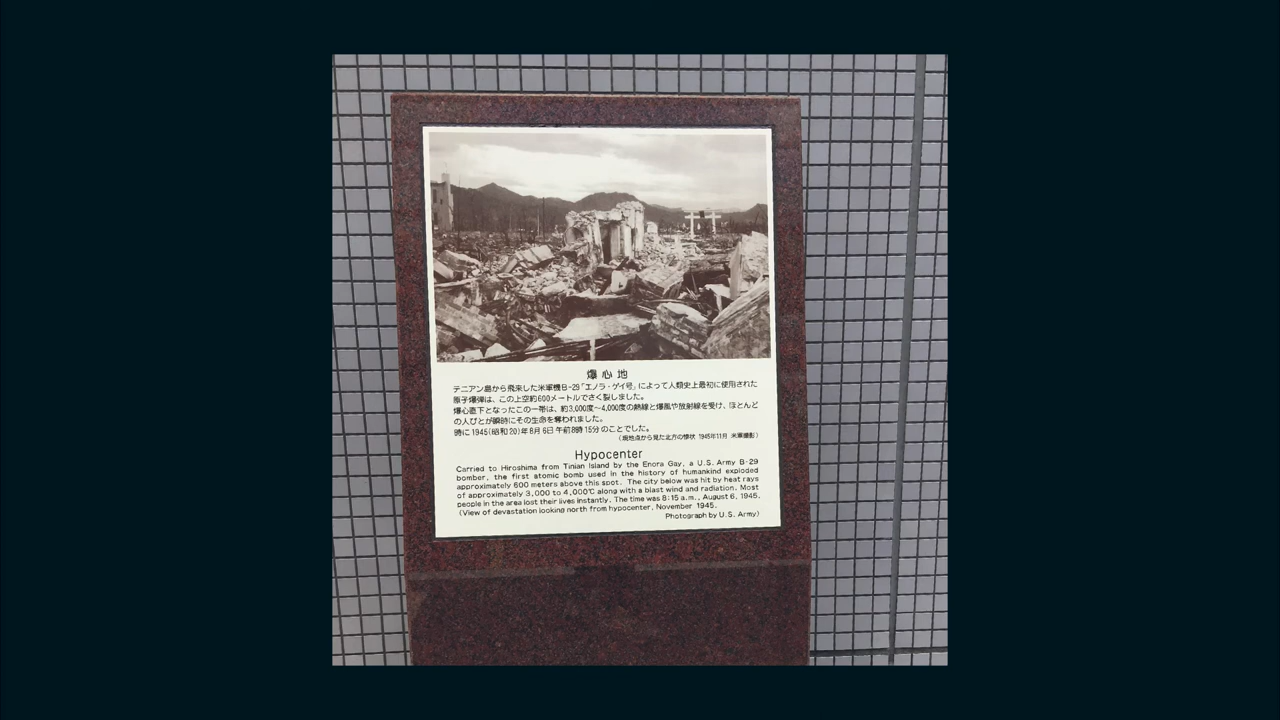 爆心地
テニアン島から飛来した米軍機B-29「エノラ・ゲイ号」によって人類史上最初に使用された
原子爆弾は、この上空約600メートルでさく裂しました。
爆心直下となったこの一帯は、約3,000度〜4,000度の熱線と爆風や放射線を受け、ほとんど
の人びとが瞬時にその生命を奪われました。
時に1945(昭和20)年8月6日午前8時15分のことでした。
(現地点から見た北方の惨状 1945年11月 米軍撮影)
Hypocenter
Carried to Hiroshima from Tinian Island by the Enora Gay, a U.S. Army B-29
bomber, the first atomic bomb used in the history of humankind exploded
approximately 600 meters above this spot. The city below was hit by heat rays
of approximately 3,000 to 4,000℃ along with a blast wind and radiation. Most
people in the area lost their lives instantly. The time was 8:15 a.m., August 6, 1945.
(View of devastation looking north from hypocenter, November 1945.
Photograph by U.S. Army)